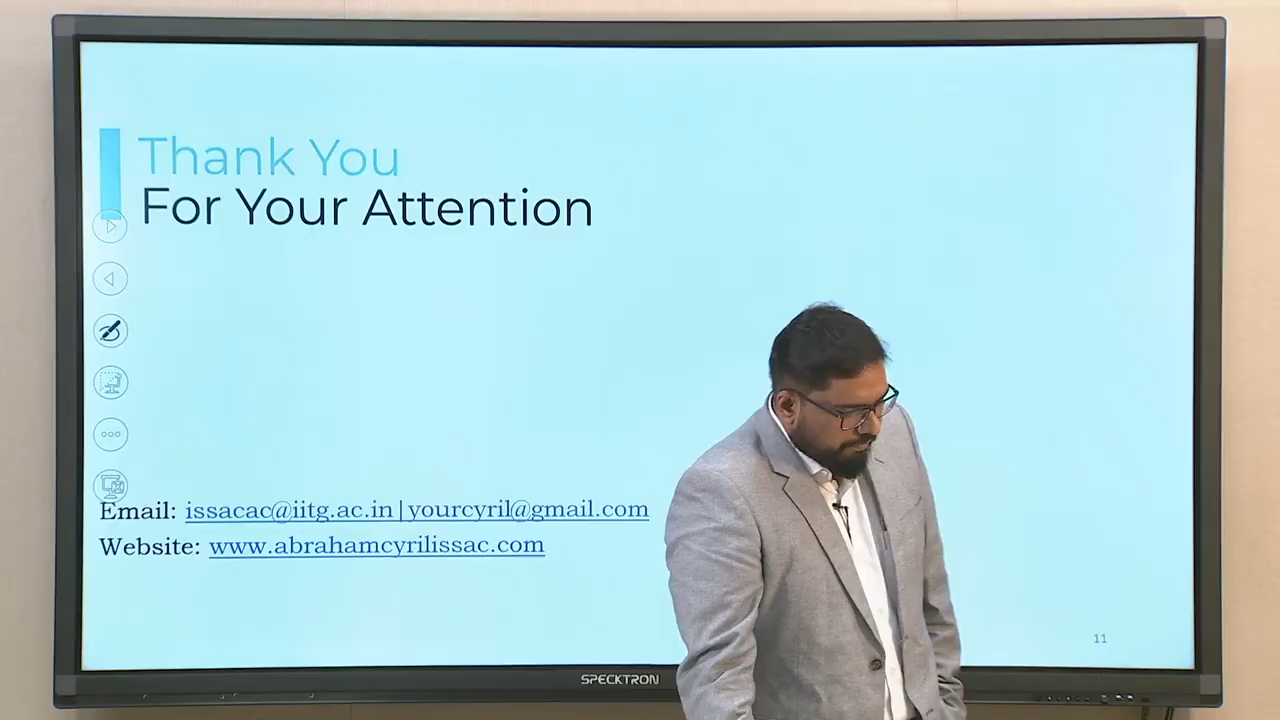 Thank You
For Your Attention
Email: issacac@iitg.ac.in|yourcyril@gmail.com
Website: www.abrahamcyrilissac.com
11
SPECKTRON